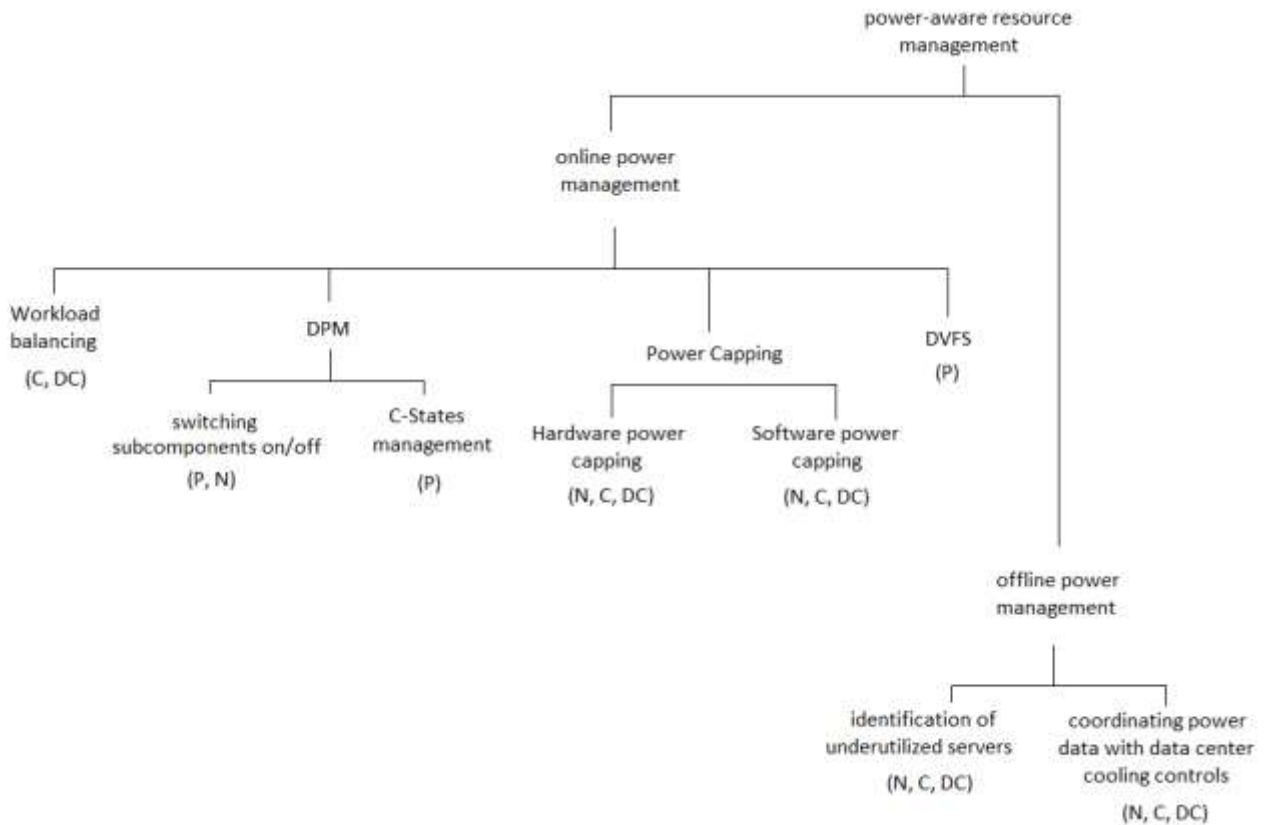 power-aware resource
management
online power
management
Workload
balancing
(C, DC)
DPM
switching
subcomponents on/off
(P, N)
C-States
management
(P)
Power Capping
Hardware power
capping
(N, C, DC)
Software power
capping
(N, C, DC)
DVFS
(P)
offline power
management
identification of
underutilized servers
(N, C, DC)
coordinating power
data with data center
cooling controls
(N, C, DC)